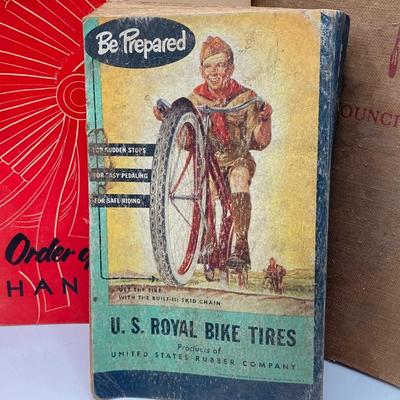 Be Prepared
FOR SUDDEN STOPS
FOR EASY PEDALING
FOR SAFE RIDING
GET THE TIRE
WITH THE BUILT-IN SKID CHAIN
U. S. ROYAL BIKE TIRES
Products of
UNITED STATES RUBBER COMPANY
Order of
HAN
OUNCI